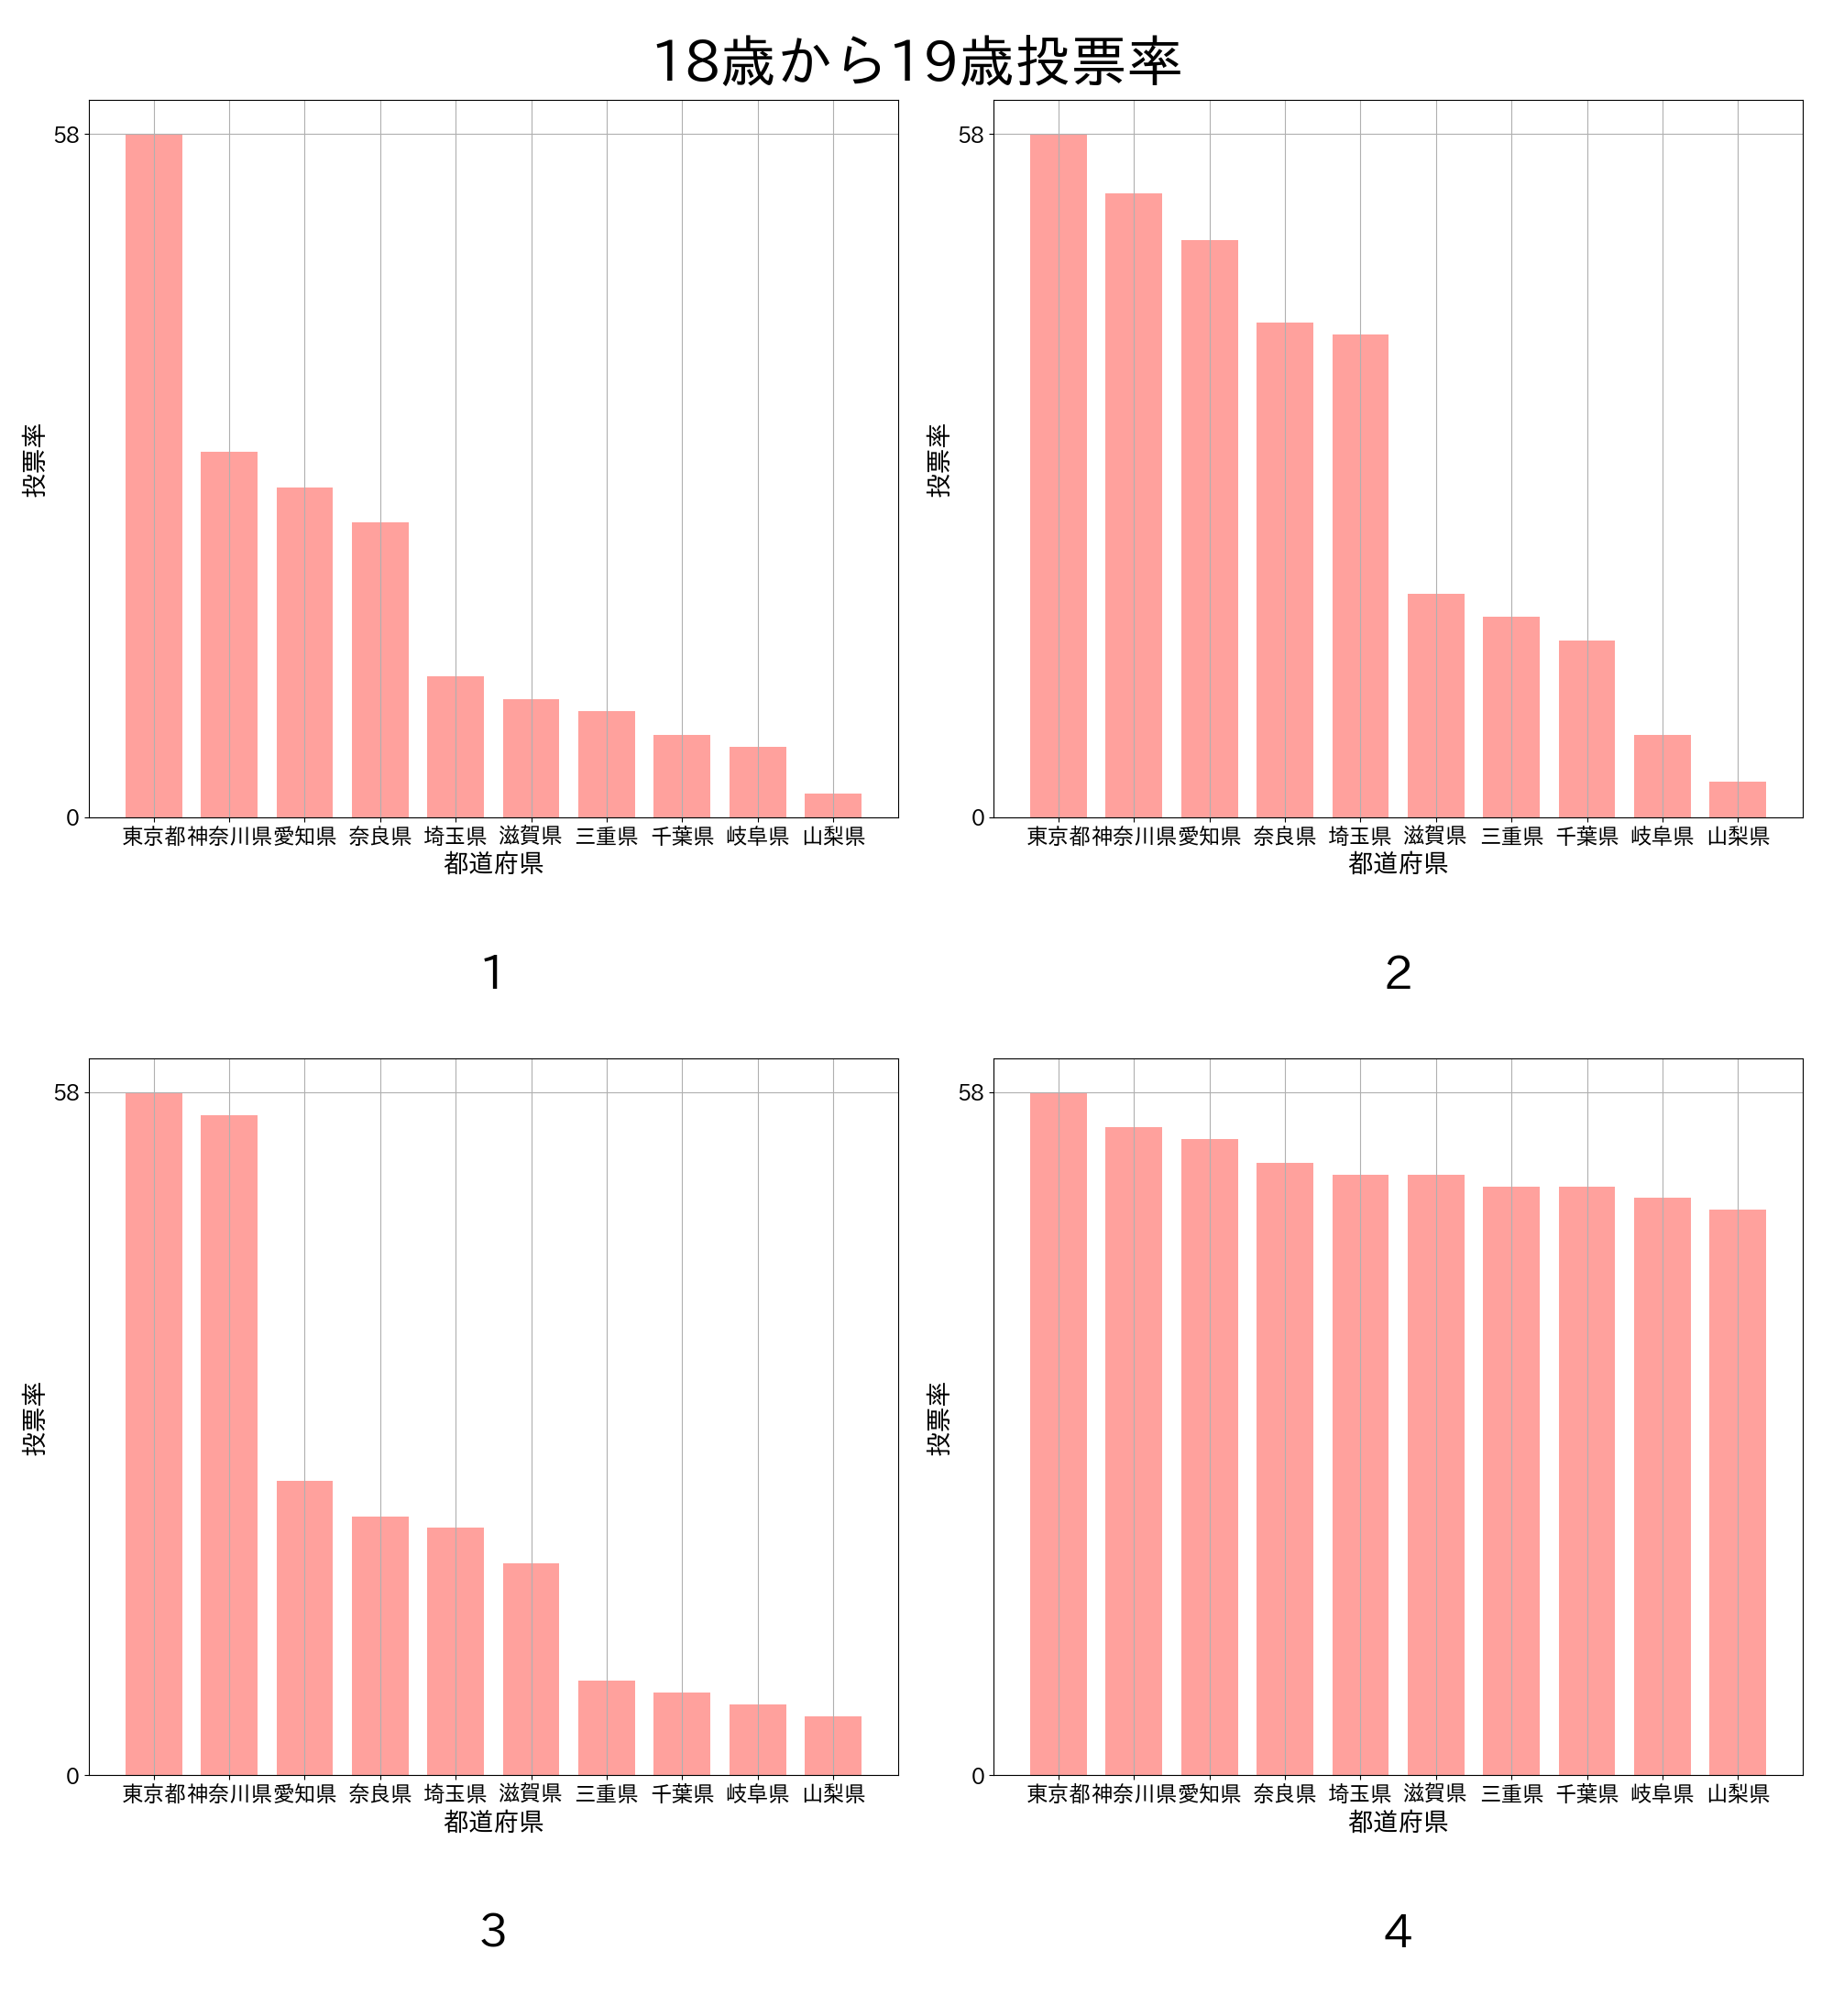 18歳から19歳投票率
58
投票率
0
東京都 神奈川県 愛知県 奈良県 埼玉県 滋賀県 三重県 千葉県 岐阜県 山梨県
都道府県
1
58
投票率
0
東京都 神奈川県 愛知県 奈良県 埼玉県 滋賀県 三重県 千葉県 岐阜県 山梨県
都道府県
2
58
投票率
0
東京都 神奈川県 愛知県 奈良県 埼玉県 滋賀県 三重県 千葉県 岐阜県 山梨県
都道府県
3
58
投票率
0
東京都 神奈川県 愛知県 奈良県 埼玉県 滋賀県 三重県 千葉県 岐阜県 山梨県
都道府県
4